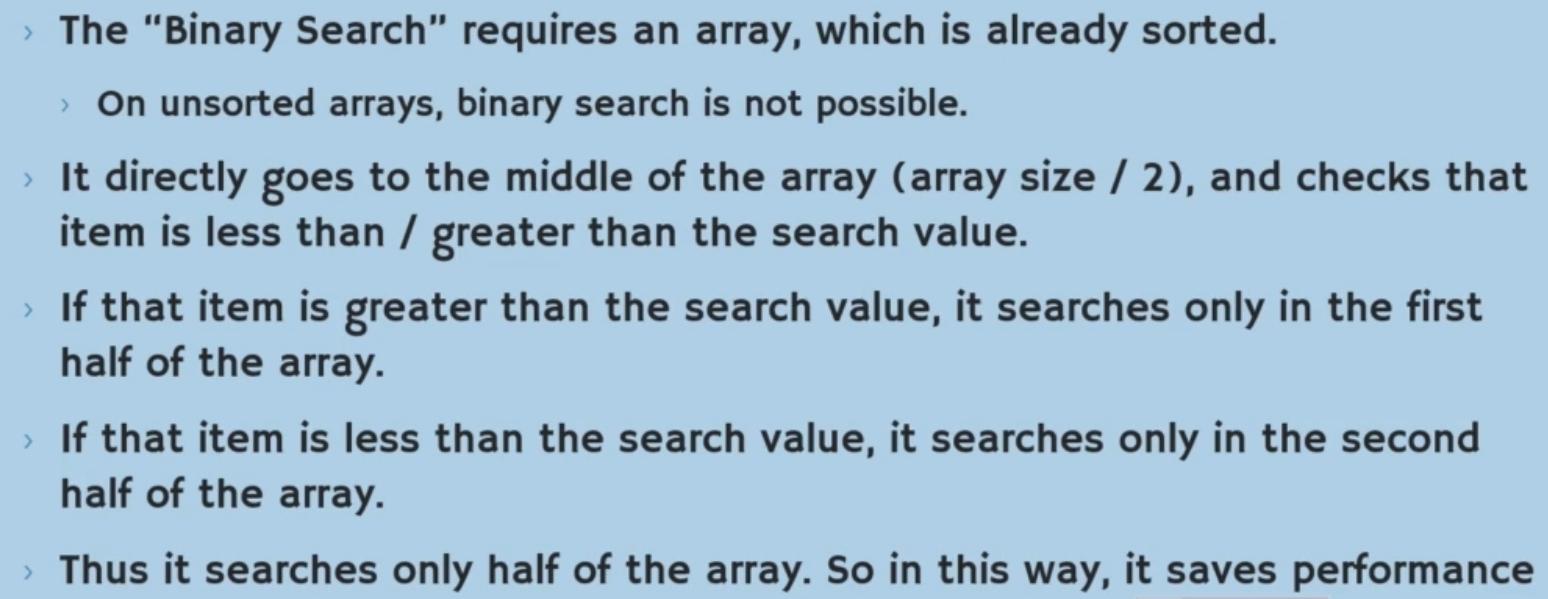 › The “Binary Search” requires an array, which is already sorted.
› On unsorted arrays, binary search is not possible.
› It directly goes to the middle of the array (array size / 2), and checks that
item is less than / greater than the search value.
› If that item is greater than the search value, it searches only in the first
half of the array.
› If that item is less than the search value, it searches only in the second
half of the array.
› Thus it searches only half of the array. So in this way, it saves performance